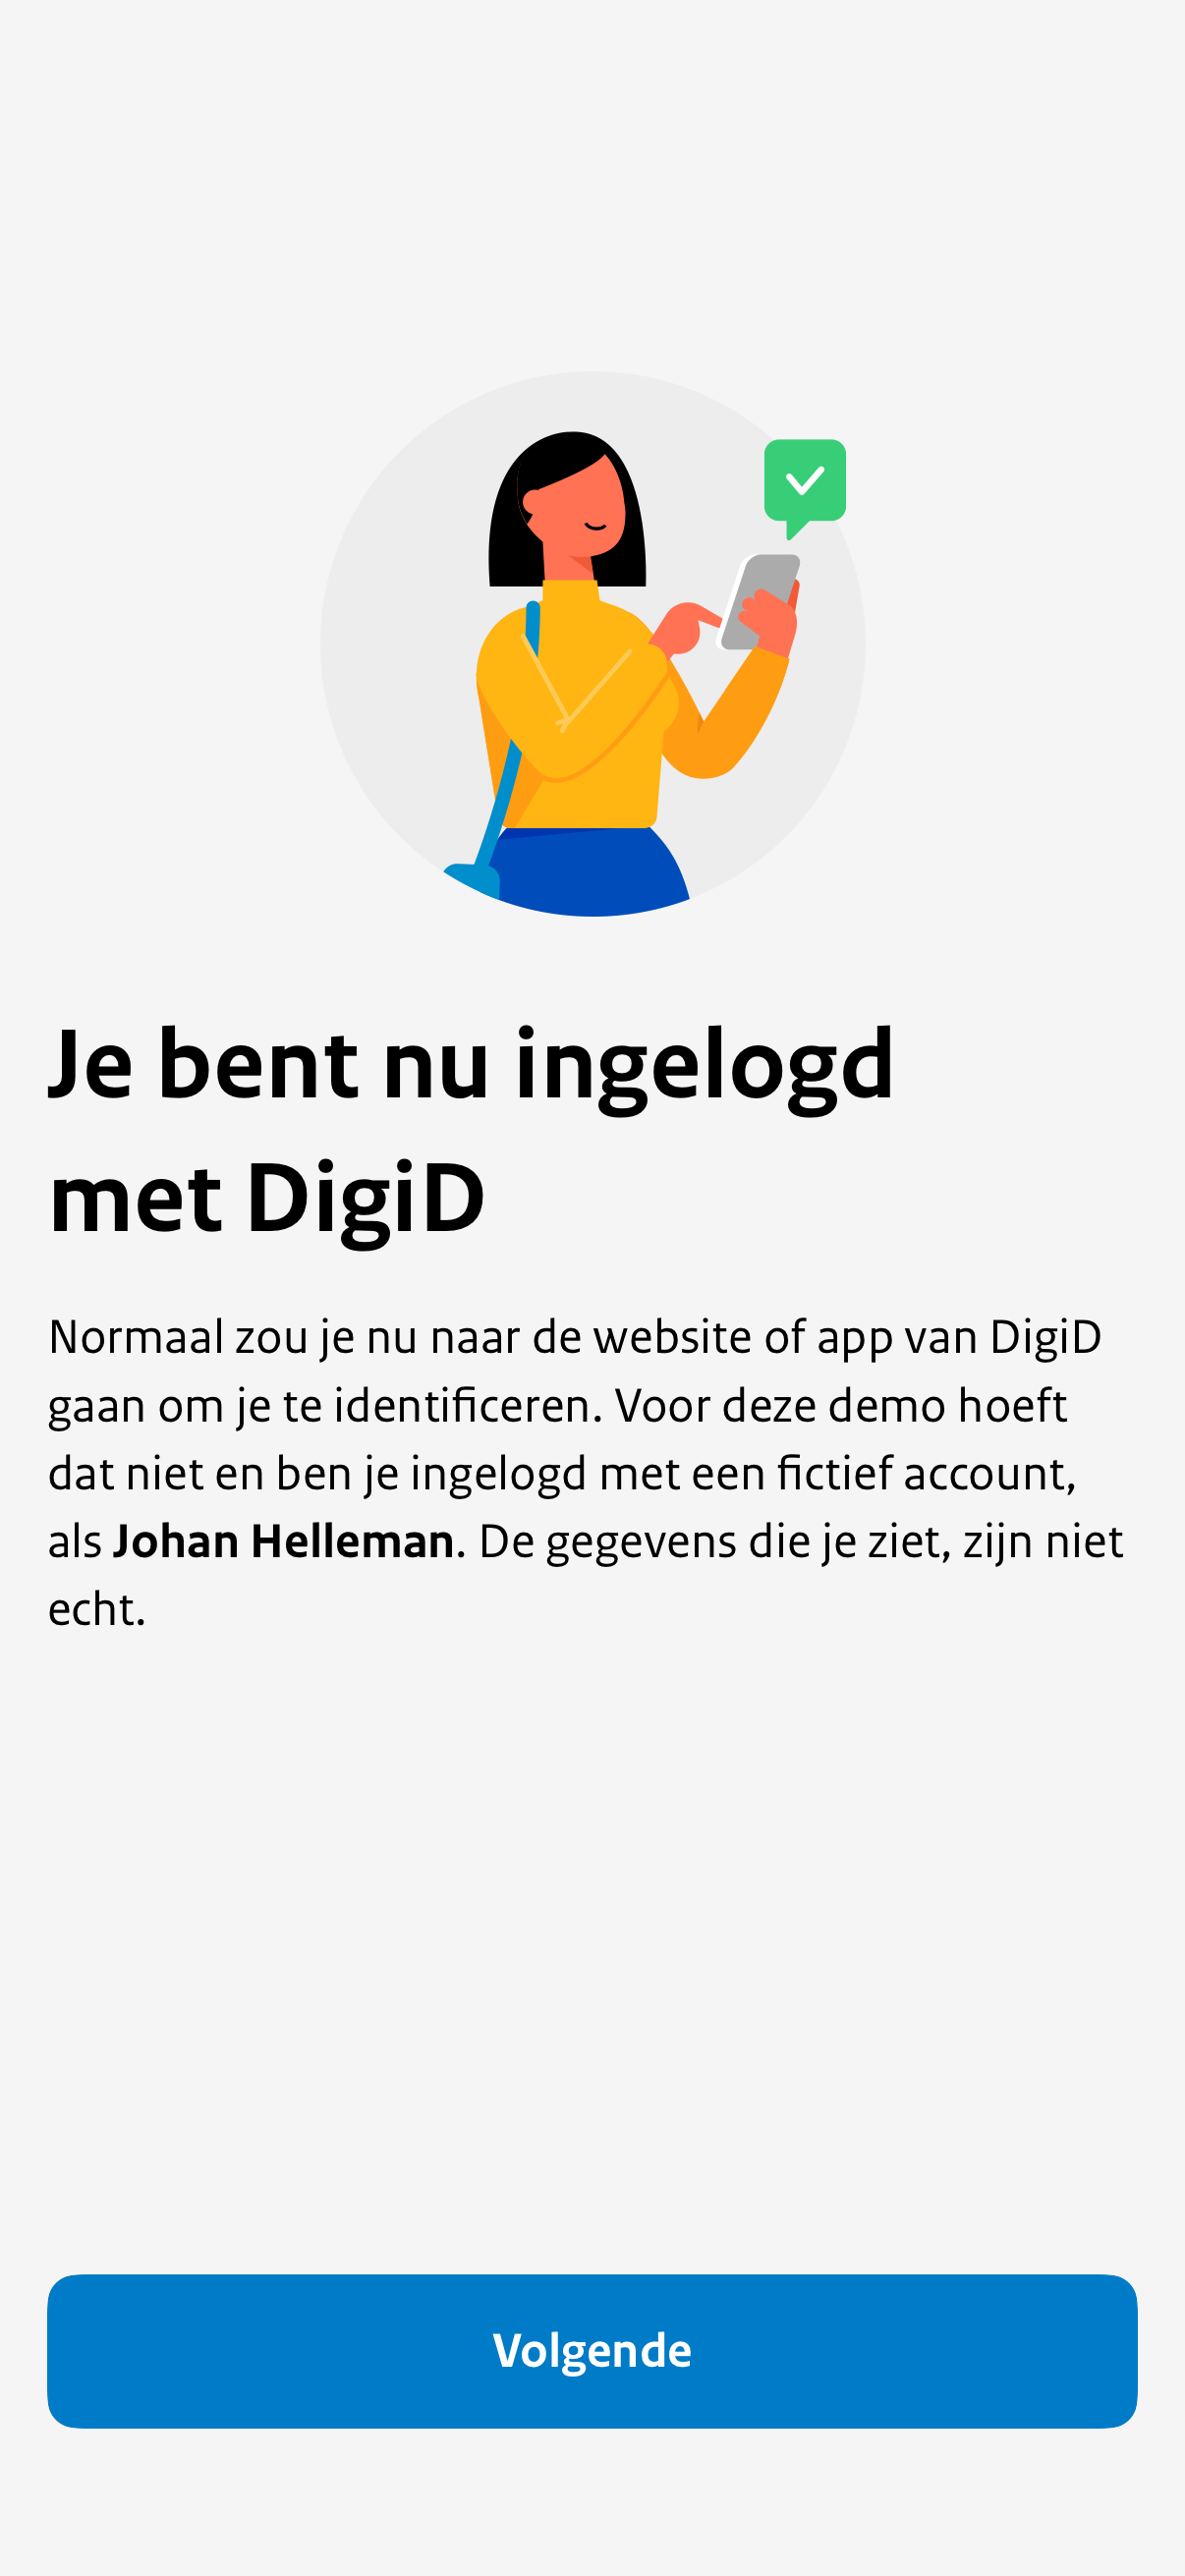 Je bent nu ingelogd
met DigiD
Normaal zou je nu naar de website of app van DigiD
gaan om je te identificeren. Voor deze demo hoeft
dat niet en ben je ingelogd met een fictief account,
als Johan Helleman. De gegevens die je ziet, zijn niet
echt.
Volgende